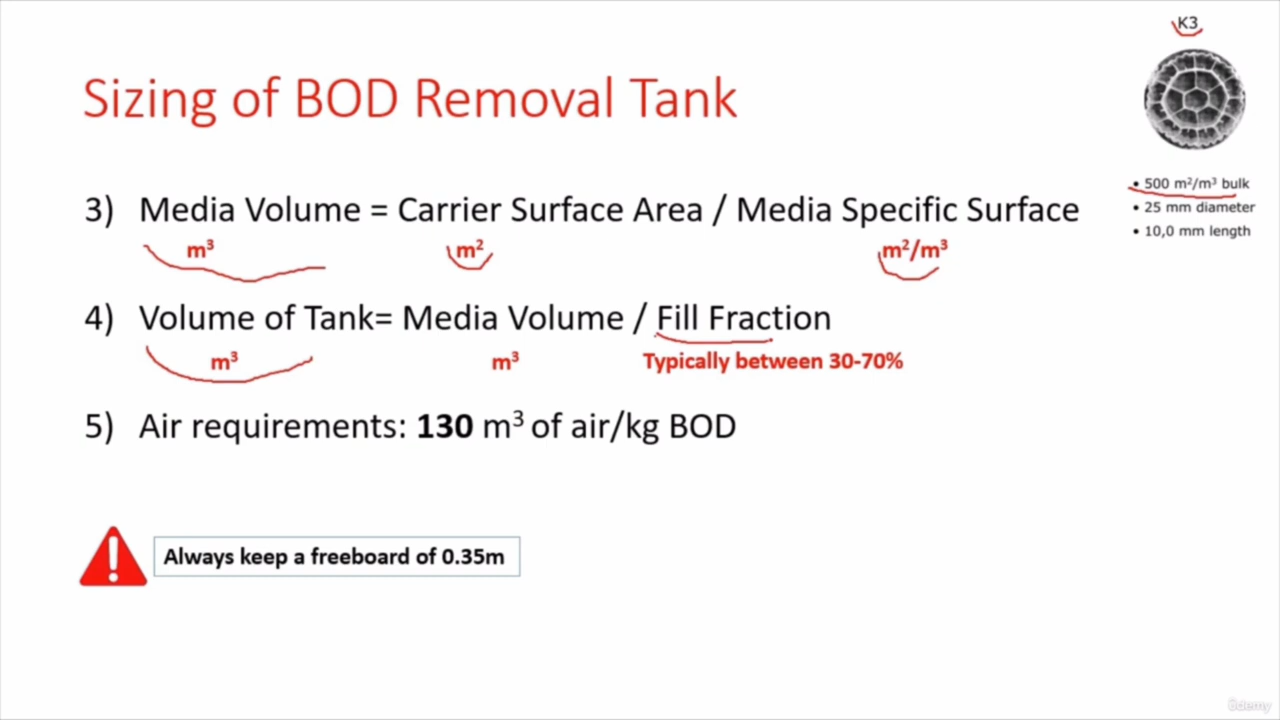 K3
Sizing of BOD Removal Tank
• 500 m²/m³ bulk
• 25 mm diameter
• 10,0 mm length
3) Media Volume = Carrier Surface Area / Media Specific Surface
m³ m² m²/m³
4) Volume of Tank= Media Volume / Fill Fraction
m³ m³ Typically between 30-70%
5) Air requirements: 130 m³ of air/kg BOD
Always keep a freeboard of 0.35m
ûdemy